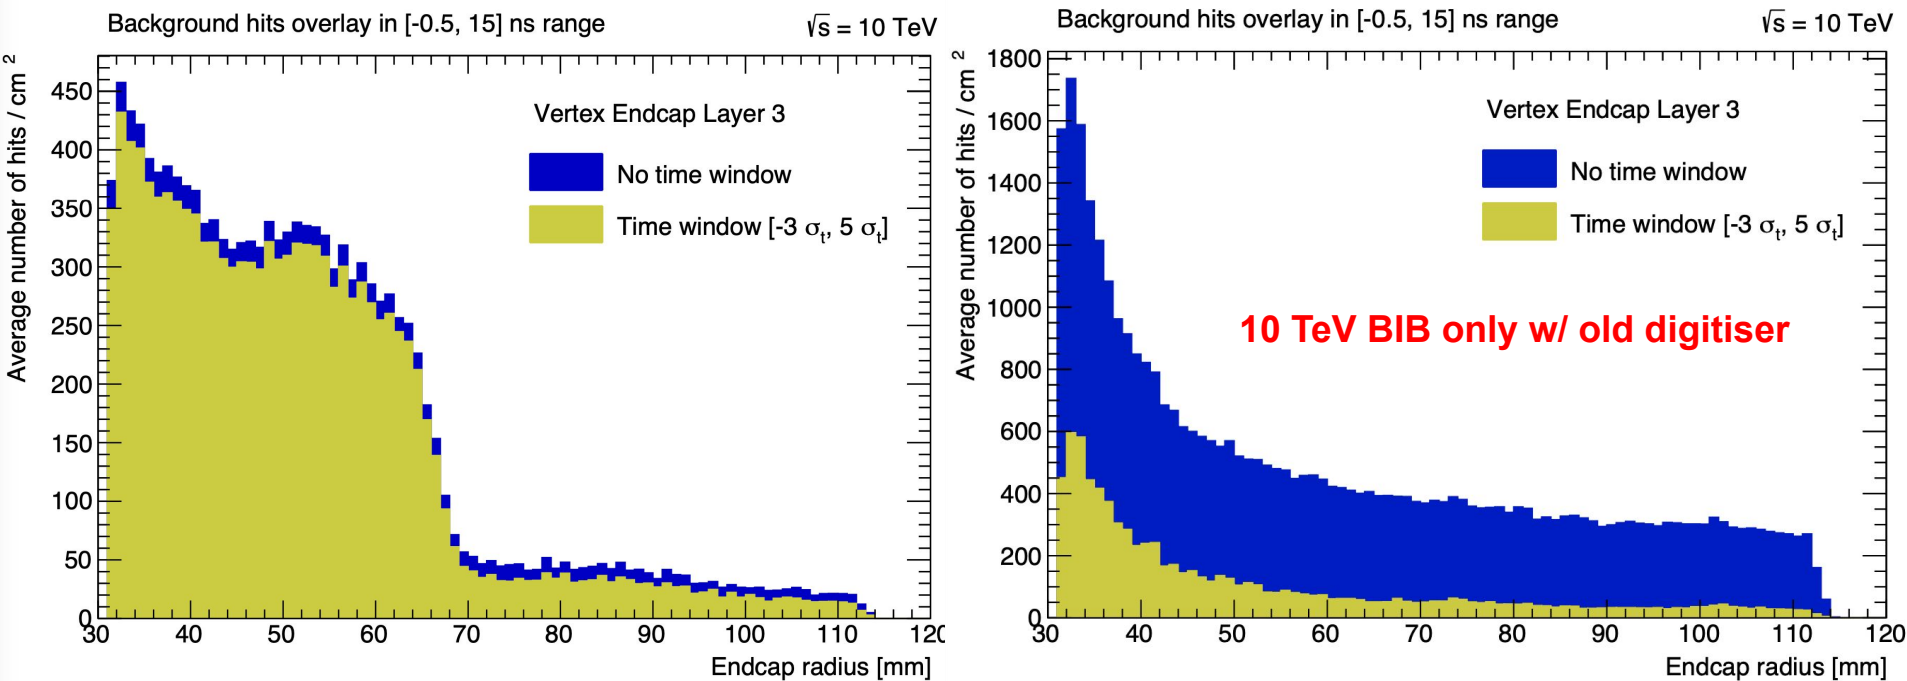 Background hits overlay in [-0.5, 15] ns range
√s = 10 TeV
Average number of hits / cm²
450
400
350
300
250
200
150
100
50
0
Vertex Endcap Layer 3
No time window
Time window [-3 σt, 5 σt]
30 40 50 60 70 80 90 100 110 120
Endcap radius [mm]
Background hits overlay in [-0.5, 15] ns range
√s = 10 TeV
Average number of hits / cm²
1800
1600
1400
1200
1000
800
600
400
200
0
Vertex Endcap Layer 3
No time window
Time window [-3 σt, 5 σt]
10 TeV BIB only w/ old digitiser
30 40 50 60 70 80 90 100 110 120
Endcap radius [mm]